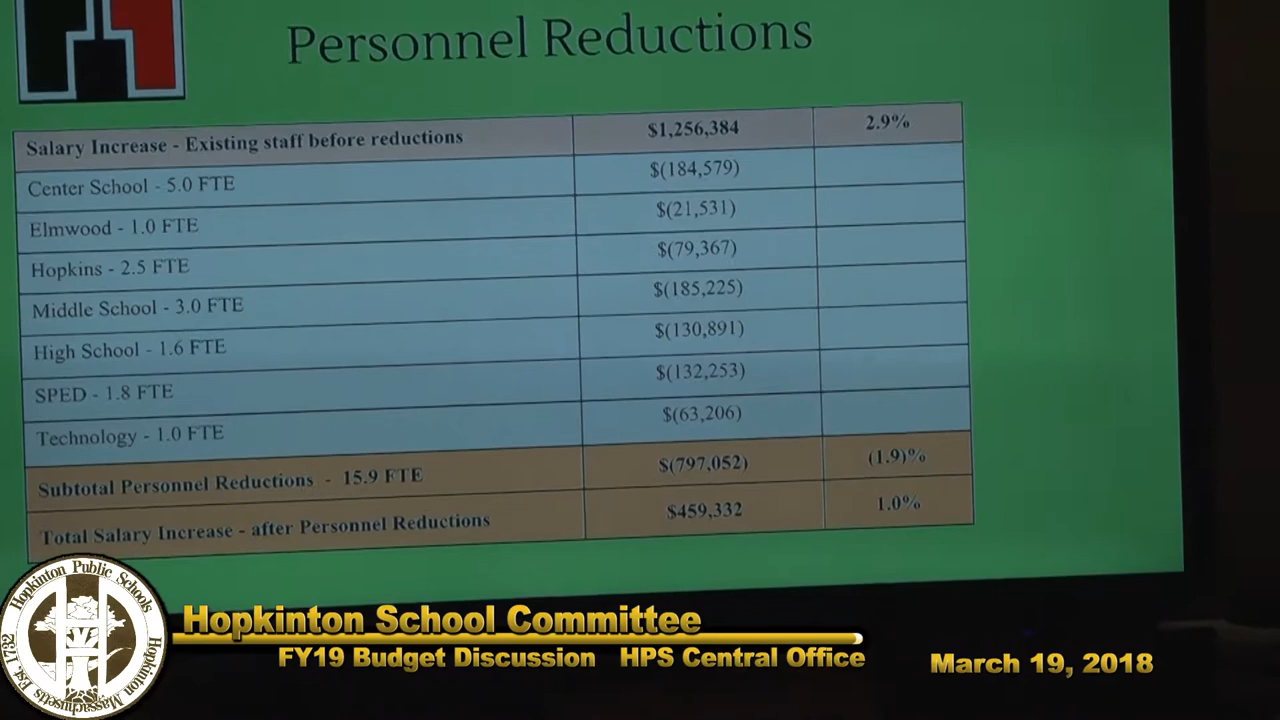 Personnel Reductions
Salary Increase - Existing staff before reductions $1,256,384 2.9%
Center School - 5.0 FTE $(184,579)
Elmwood - 1.0 FTE $(21,531)
Hopkins - 2.5 FTE $(79,367)
Middle School - 3.0 FTE $(185,225)
High School - 1.6 FTE $(130,891)
SPED - 1.8 FTE $(132,253)
Technology - 1.0 FTE $(63,206)
Subtotal Personnel Reductions - 15.9 FTE $(797,052) (1.9)%
Total Salary Increase - after Personnel Reductions $459,332 1.0%
Hopkinton Public Schools
Hopkinton Massachusetts
Est. 1732
Hopkinton School Committee
FY19 Budget Discussion HPS Central Office
March 19, 2018